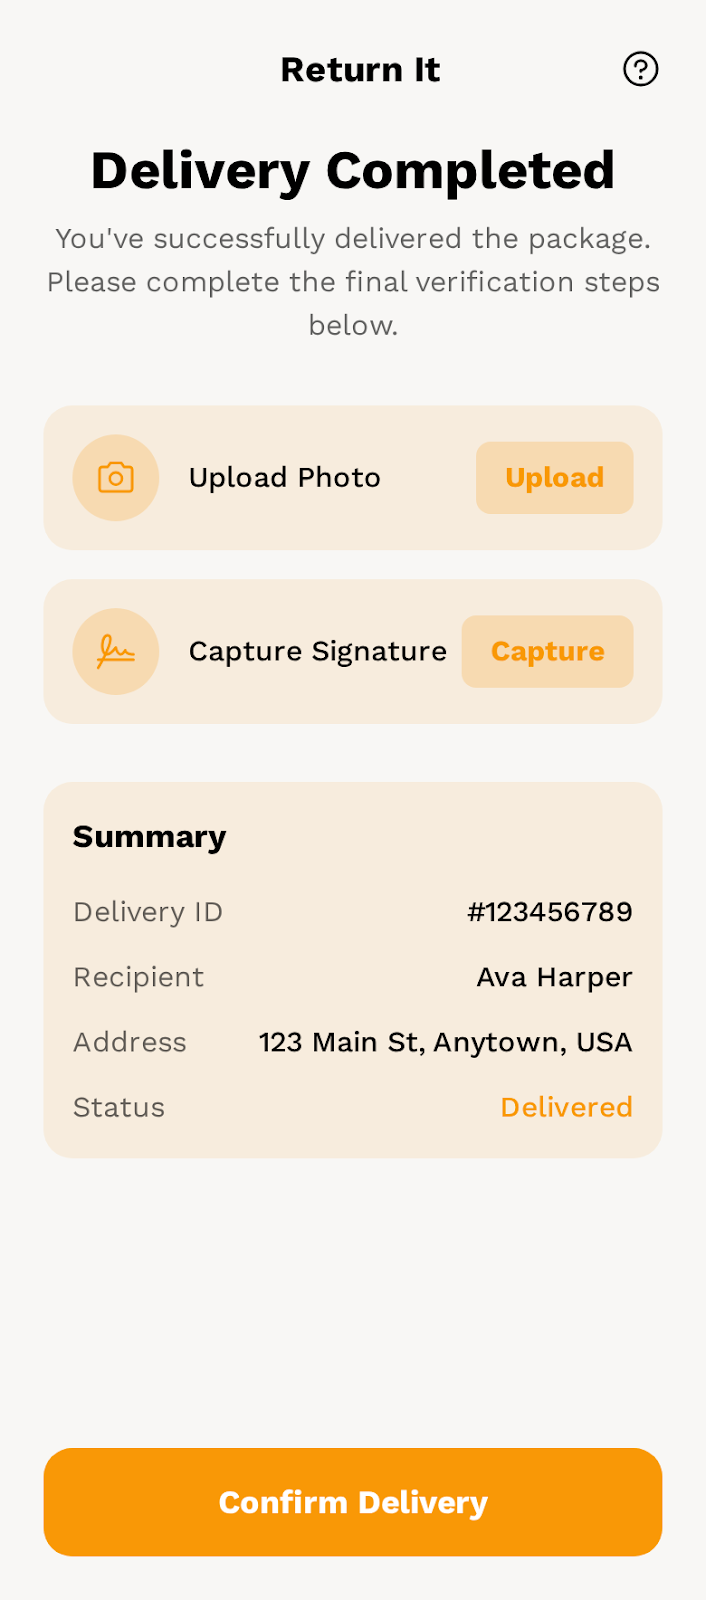 Return It
Delivery Completed
You've successfully delivered the package.
Please complete the final verification steps
below.
Upload Photo
Upload
Capture Signature
Capture
Summary
Delivery ID #123456789
Recipient Ava Harper
Address 123 Main St, Anytown, USA
Status Delivered
Confirm Delivery